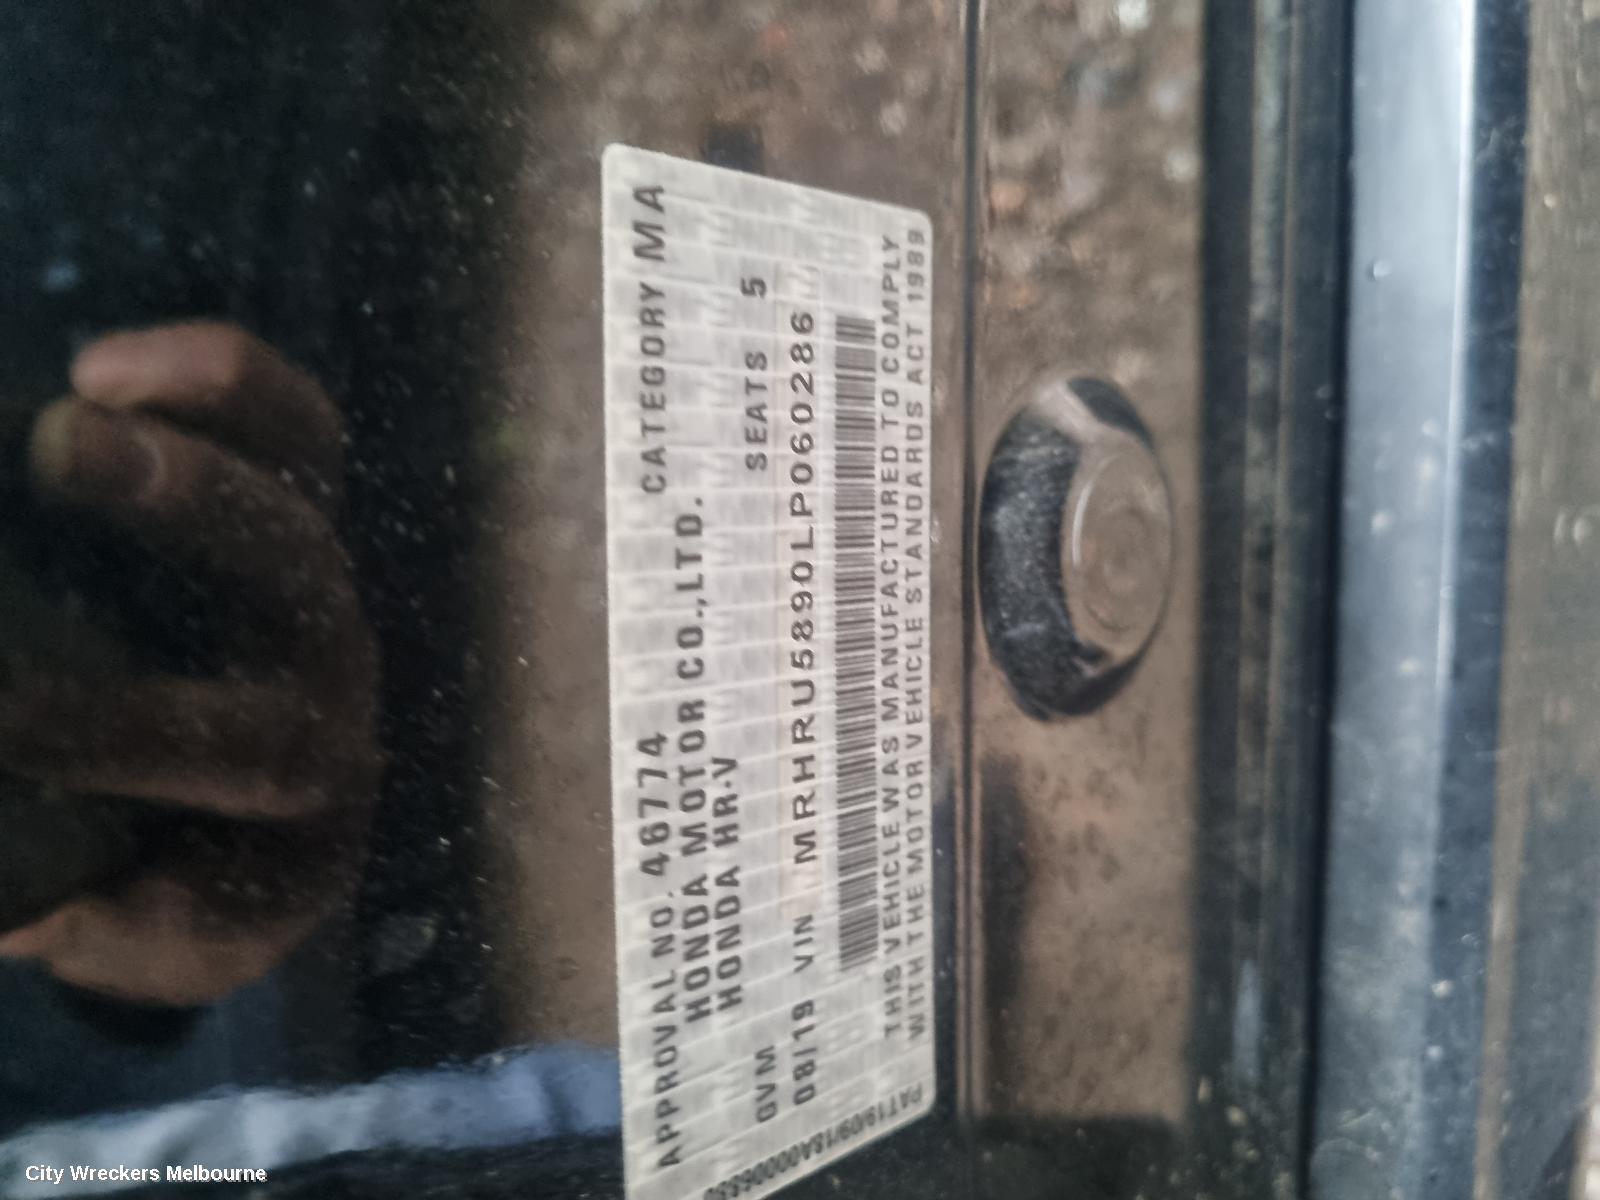 APPROVAL NO. 46774 CATEGORY MA
HONDA MOTOR CO.,LTD.
HONDA HR-V
GVM SEATS 5
08/19 VIN MRHRU5890LP060286
THIS VEHICLE WAS MANUFACTURED TO COMPLY
WITH THE MOTOR VEHICLE STANDARDS ACT 1989
City Wreckers Melbourne